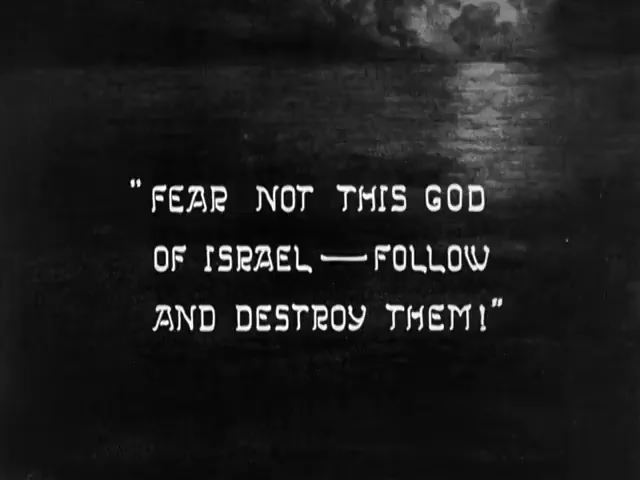 "FEAR NOT THIS GOD
OF ISRAEL — FOLLOW
AND DESTROY THEM!"